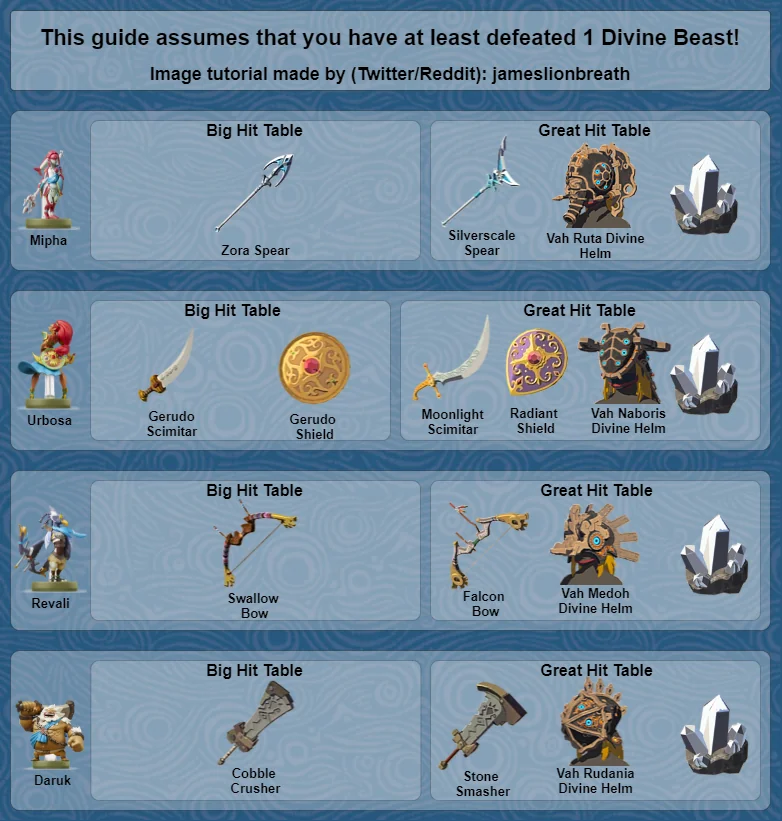 This guide assumes that you have at least defeated 1 Divine Beast!
Image tutorial made by (Twitter/Reddit): jameslionbreath
Big Hit Table
Great Hit Table
Mipha
Zora Spear
Silverscale
Spear
Vah Ruta Divine
Helm
Big Hit Table
Great Hit Table
Urbosa
Gerudo
Scimitar
Gerudo
Shield
Moonlight
Scimitar
Radiant
Shield
Vah Naboris
Divine Helm
Big Hit Table
Great Hit Table
Revali
Swallow
Bow
Falcon
Bow
Vah Medoh
Divine Helm
Big Hit Table
Great Hit Table
Daruk
Cobble
Crusher
Stone
Smasher
Vah Rudania
Divine Helm